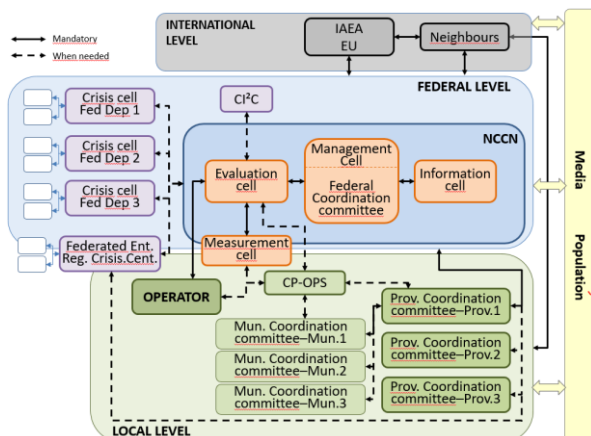 INTERNATIONAL
LEVEL
IAEA
EU
Neighbours
Mandatory
When needed
FEDERAL LEVEL
Crisis cell
Fed Dep 1
CI²C
NCCN
Crisis cell
Fed Dep 2
Evaluation
cell
Management
Cell
Federal
Coordination
committee
Information
cell
Crisis cell
Fed Dep 3
Federated Ent.
Reg. Crisis.Cent.
Measurement
cell
OPERATOR
CP-OPS
Mun. Coordination
committee–Mun.1
Mun. Coordination
committee–Mun.2
Mun. Coordination
committee–Mun.3
Prov. Coordination
committee–Prov.1
Prov. Coordination
committee–Prov.2
Prov. Coordination
committee–Prov.3
LOCAL LEVEL
Media
Population